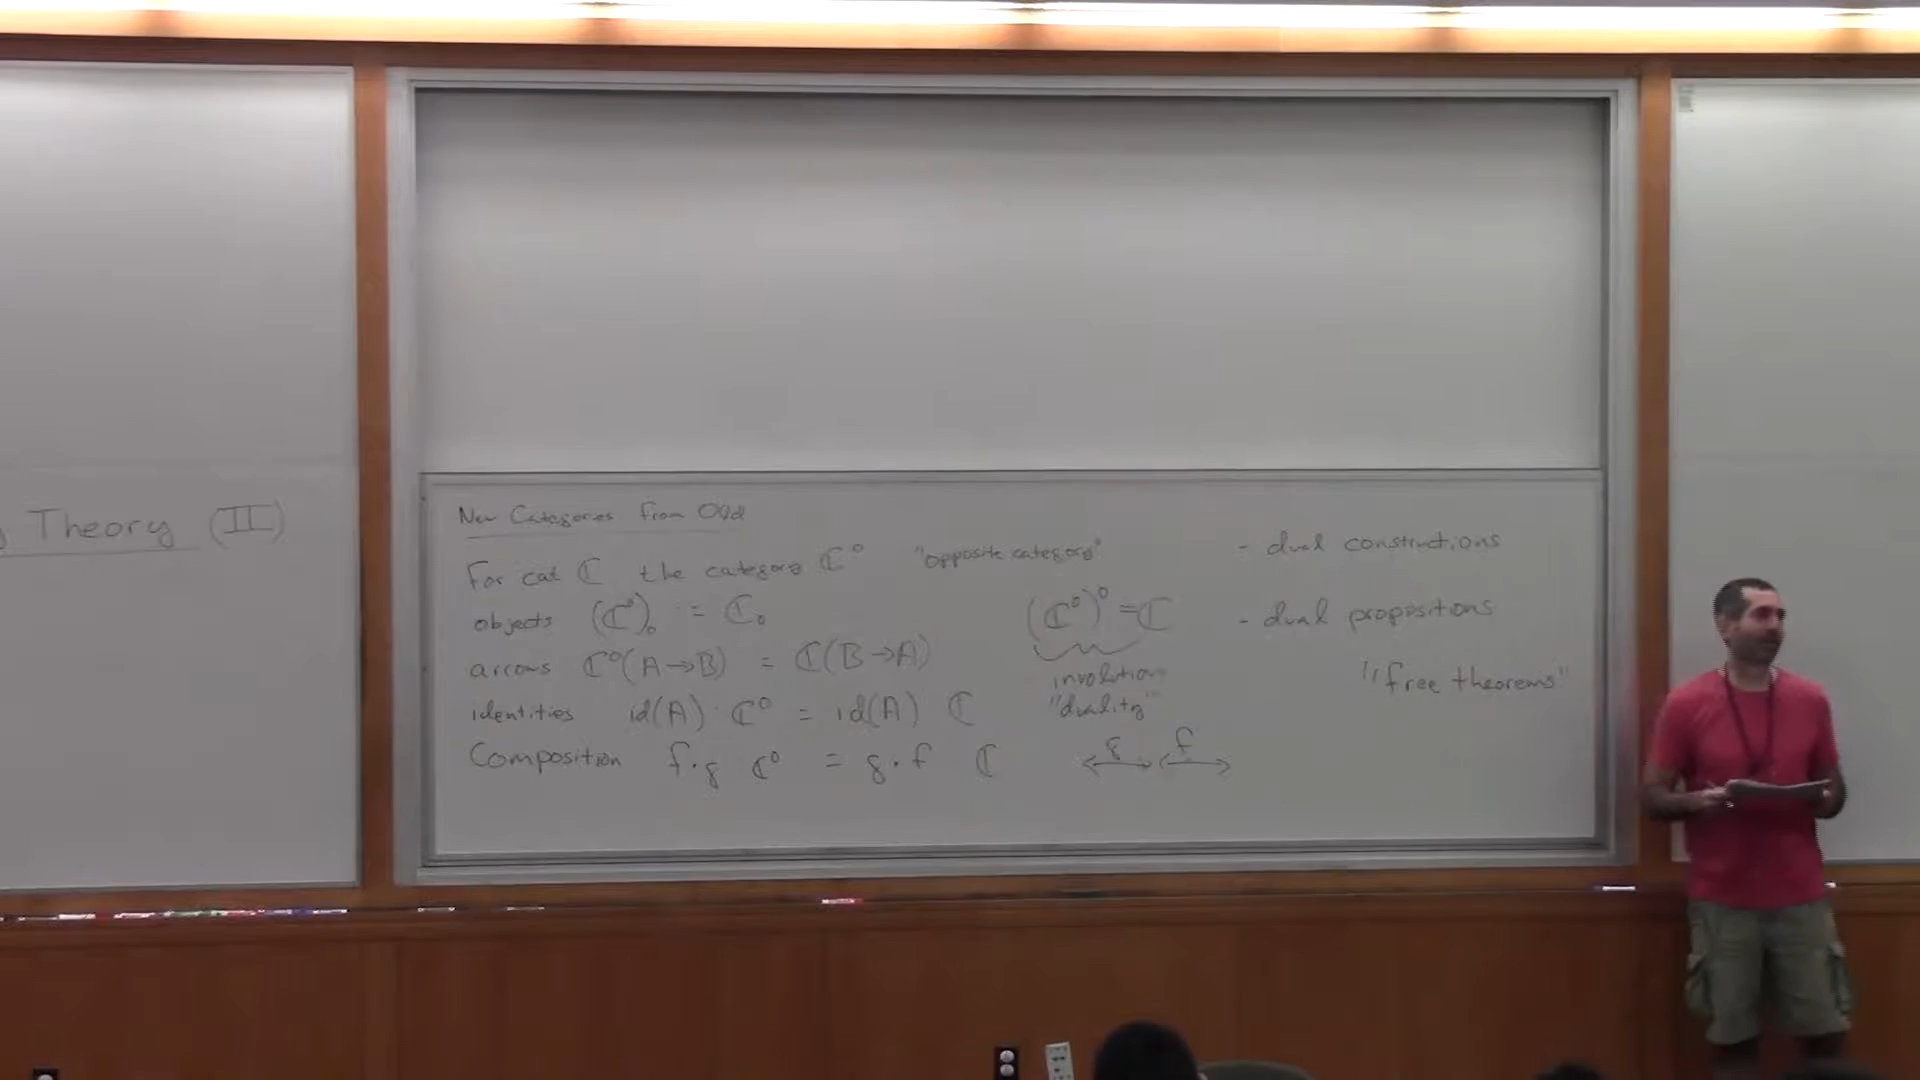 Theory (II)
New Categories from Old
For cat ℂ the category ℂ° "opposite category"
objects (ℂ°)₀ = ℂ₀
arrows ℂ°(A→B) = ℂ(B→A)
identities id(A) ℂ° = id(A) ℂ
Composition f·g ℂ° = g·f ℂ
(ℂ°)° = ℂ
involution
"duality"
g f
- dual constructions
- dual propositions
"free theorems"